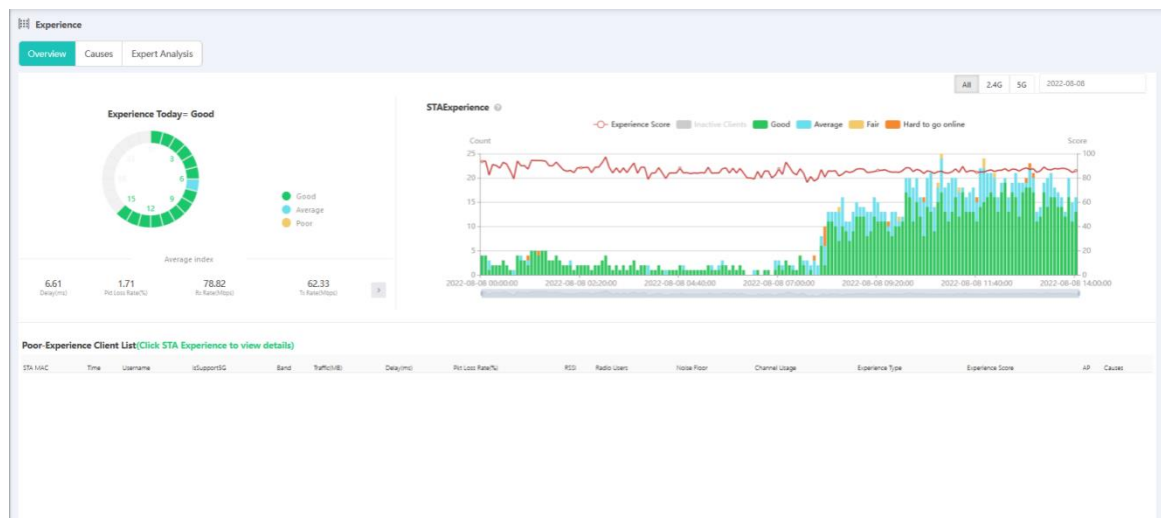 Experience
Overview Causes Expert Analysis
All 2.4G 5G 2022-08-08
Experience Today= Good
3
6
9
12
15
Good
Average
Poor
Average index
6.61 1.71 78.82 62.33
Delay(ms) Pkt Loss Rate(%) Rx Rate(Mbps) Tx Rate(Mbps)
STAExperience
Experience Score Inactive Clients Good Average Fair Hard to go online
Count Score
25 100
20 80
15 60
10 40
5 20
0 0
2022-08-08 00:00:00 2022-08-08 02:20:00 2022-08-08 04:40:00 2022-08-08 07:00:00 2022-08-08 09:20:00 2022-08-08 11:40:00 2022-08-08 14:00:00
Poor-Experience Client List(Click STA Experience to view details)
STA MAC Time Username IsSupport5G Band Traffic(MB) Delay(ms) Pkt Loss Rate(%) RSSI Radio Users Noise Floor Channel Usage Experience Type Experience Score AP Causes